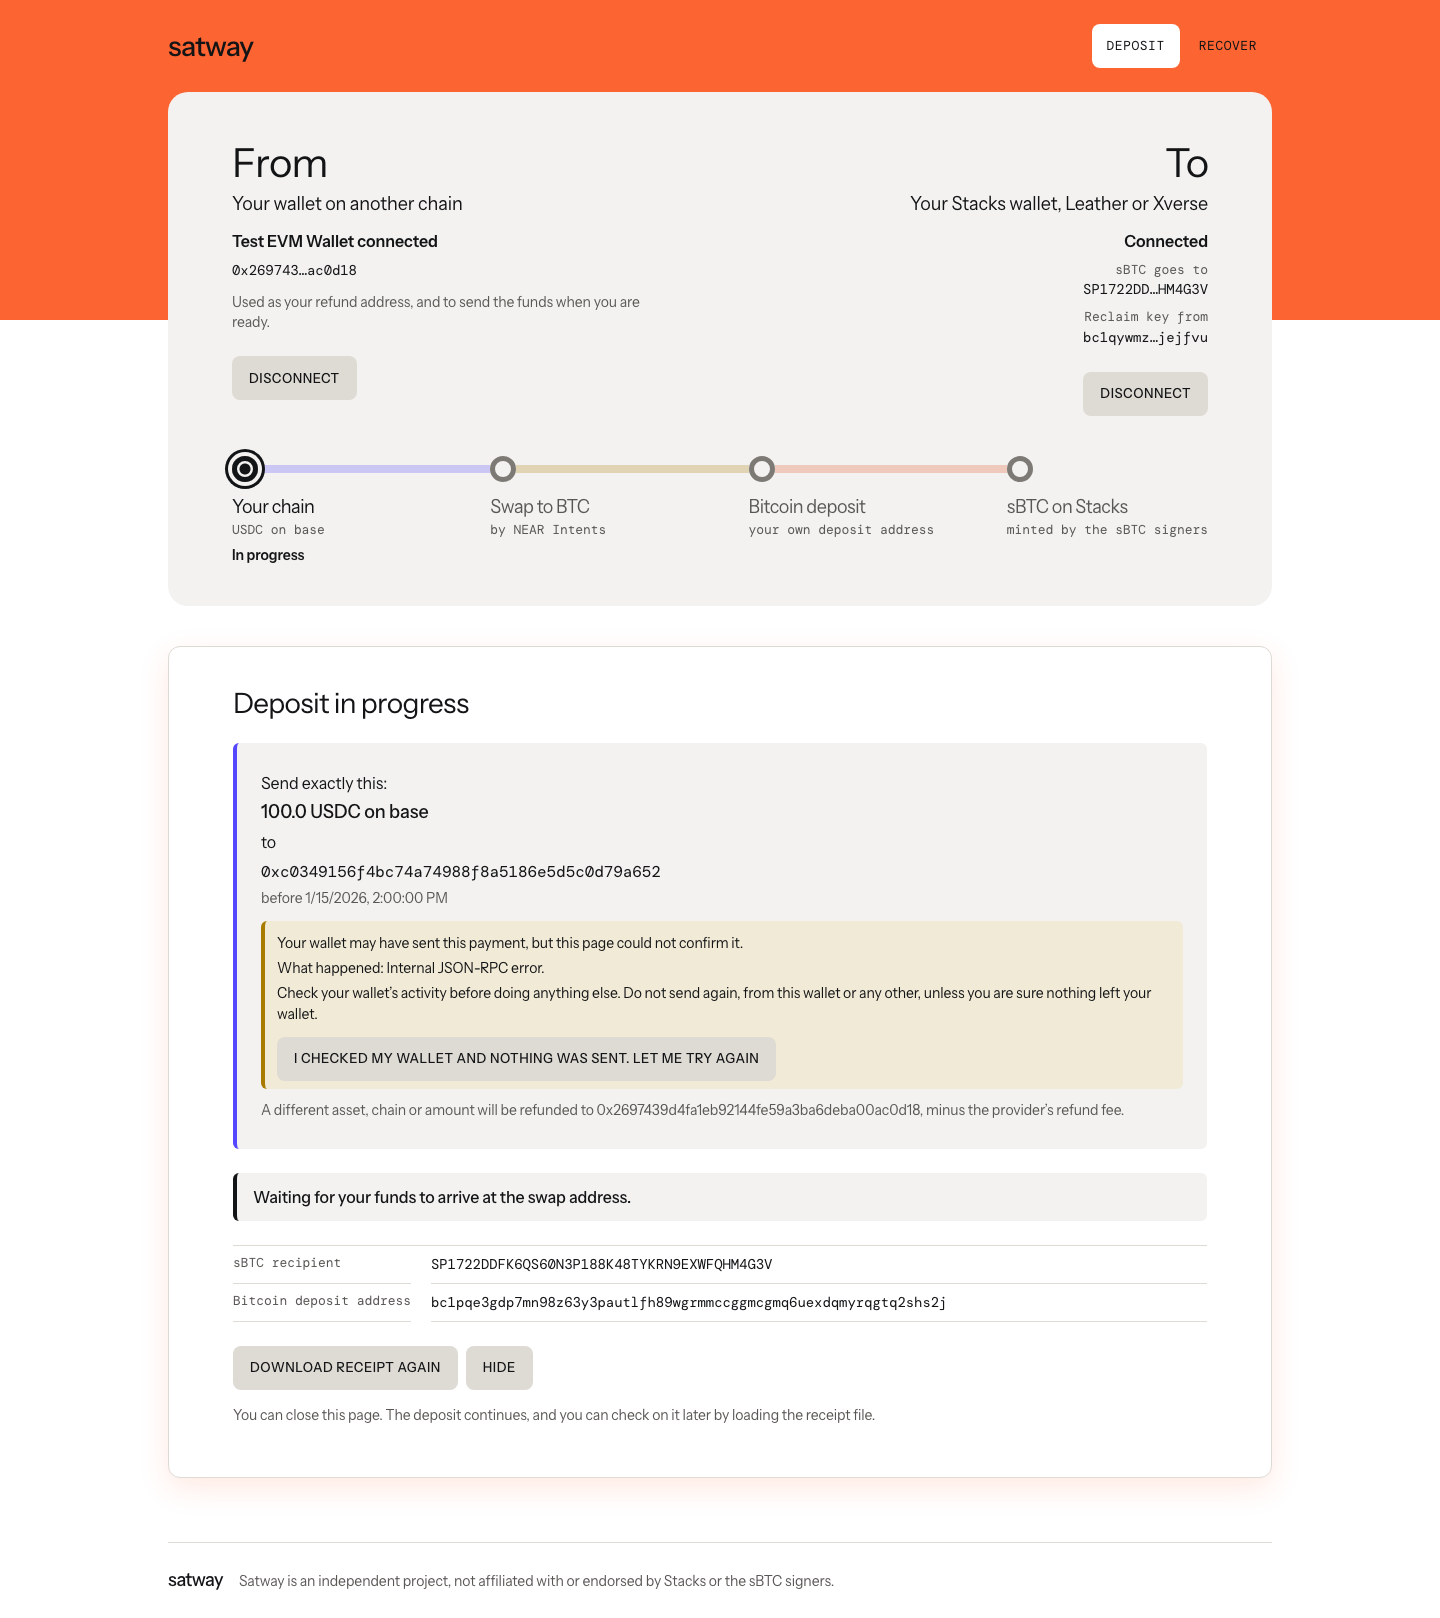 satway
DEPOSIT
RECOVER
From
Your wallet on another chain
Test EVM Wallet connected
0x269743…ac0d18
Used as your refund address, and to send the funds when you are
ready.
DISCONNECT
To
Your Stacks wallet, Leather or Xverse
Connected
sBTC goes to
SP1722DD…HM4G3V
Reclaim key from
bc1qywmz…jejfvu
DISCONNECT
Your chain
USDC on base
In progress
Swap to BTC
by NEAR Intents
Bitcoin deposit
your own deposit address
sBTC on Stacks
minted by the sBTC signers
Deposit in progress
Send exactly this:
100.0 USDC on base
to
0xc0349156f4bc74a74988f8a5186e5d5c0d79a652
before 1/15/2026, 2:00:00 PM
Your wallet may have sent this payment, but this page could not confirm it.
What happened: Internal JSON-RPC error.
Check your wallet's activity before doing anything else. Do not send again, from this wallet or any other, unless you are sure nothing left your
wallet.
I CHECKED MY WALLET AND NOTHING WAS SENT. LET ME TRY AGAIN
A different asset, chain or amount will be refunded to 0x2697439d4fa1eb92144fe59a3ba6deba00ac0d18, minus the provider's refund fee.
Waiting for your funds to arrive at the swap address.
sBTC recipient
SP1722DDFK6QS60N3P188K48TYKRN9EXWFQHM4G3V
Bitcoin deposit address
bc1pqe3gdp7mn98z63y3pautlfh89wgrmmccggmcgmq6uexdqmyrqgtq2shs2j
DOWNLOAD RECEIPT AGAIN
HIDE
You can close this page. The deposit continues, and you can check on it later by loading the receipt file.
satway
Satway is an independent project, not affiliated with or endorsed by Stacks or the sBTC signers.